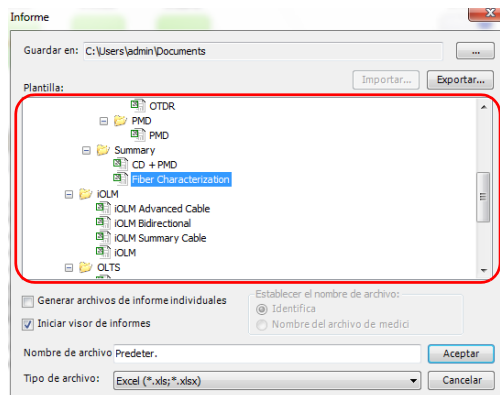 Informe
Guardar en: C:\Users\admin\Documents
...
Importar... Exportar...
Plantilla:
OTDR
PMD
PMD
Summary
CD + PMD
Fiber Characterization
iOLM
iOLM Advanced Cable
iOLM Bidirectional
iOLM Summary Cable
iOLM
OLTS
Generar archivos de informe individuales
Establecer el nombre de archivo:
Identifica
Iniciar visor de informes
Nombre del archivo de medici
Nombre de archivo Predeter.
Aceptar
Tipo de archivo: Excel (*.xls;*.xlsx)
Cancelar